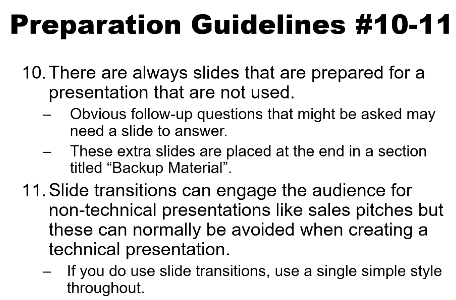 Preparation Guidelines #10-11
10. There are always slides that are prepared for a
presentation that are not used.
– Obvious follow-up questions that might be asked may
need a slide to answer.
– These extra slides are placed at the end in a section
titled “Backup Material”.
11. Slide transitions can engage the audience for
non-technical presentations like sales pitches but
these can normally be avoided when creating a
technical presentation.
– If you do use slide transitions, use a single simple style
throughout.